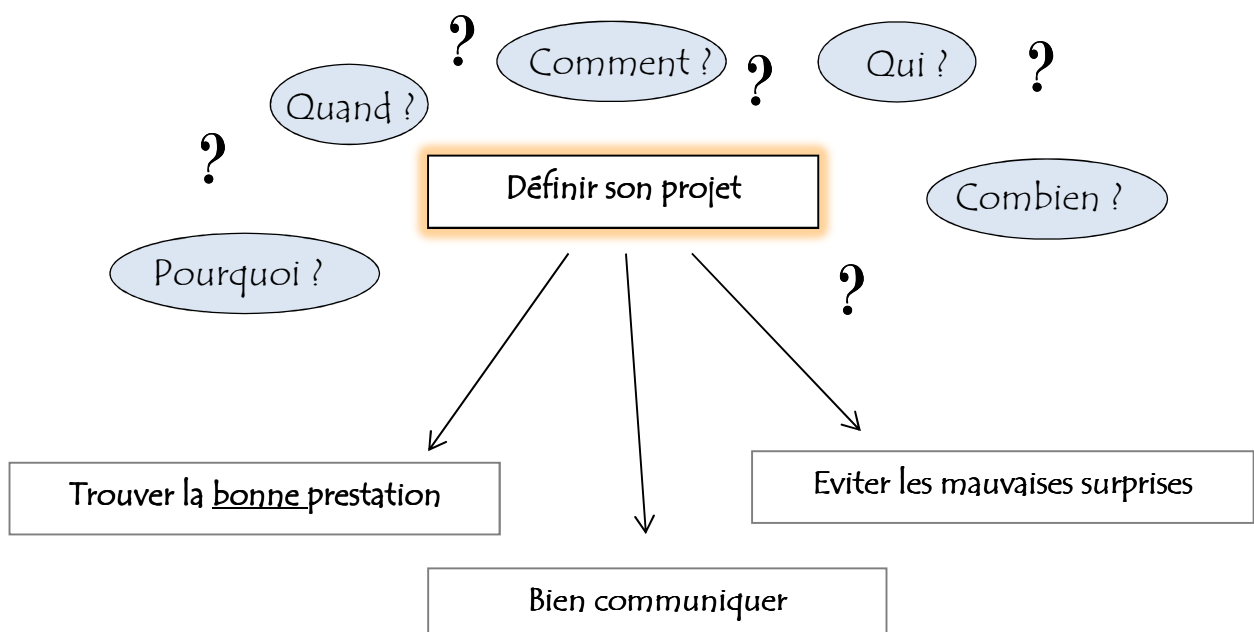 ?
Comment ?
Qui ?
?
?
Quand ?
?
Définir son projet
Combien ?
Pourquoi ?
?
Trouver la bonne prestation
Eviter les mauvaises surprises
Bien communiquer